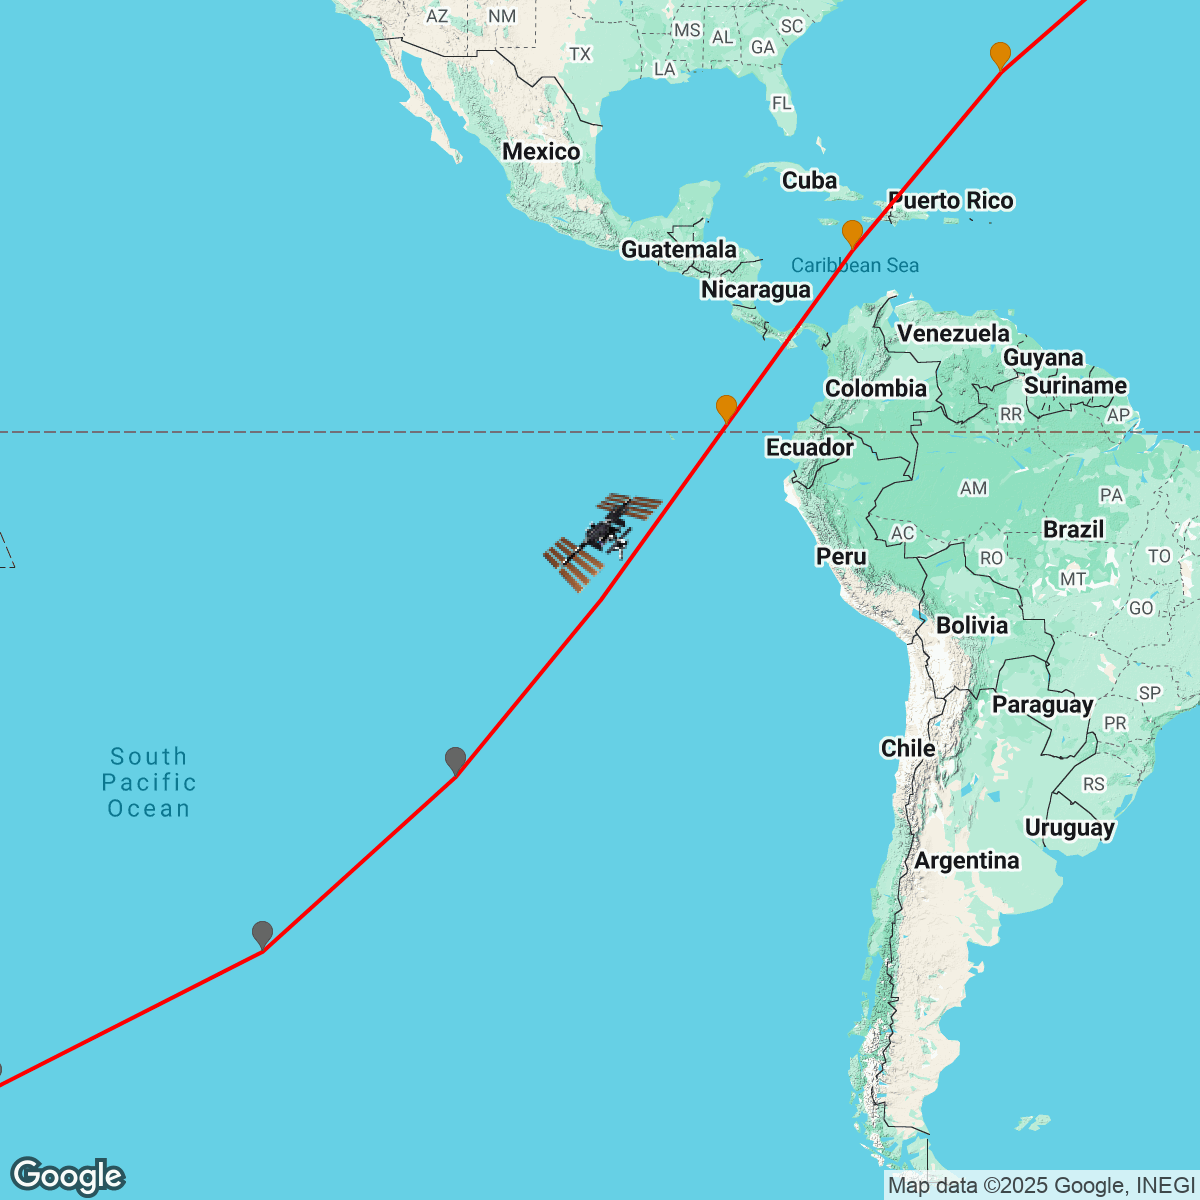 AZ
NM
MS
AL
SC
GA
TX
LA
FL
Mexico
Cuba
Puerto Rico
Guatemala
Caribbean Sea
Nicaragua
Venezuela
Guyana
Colombia
Suriname
RR
AP
Ecuador
AM
PA
AC
Brazil
Peru
RO
TO
MT
GO
Bolivia
SP
Paraguay
PR
Chile
South
Pacific
Ocean
RS
Uruguay
Argentina
Google
Map data ©2025 Google, INEGI